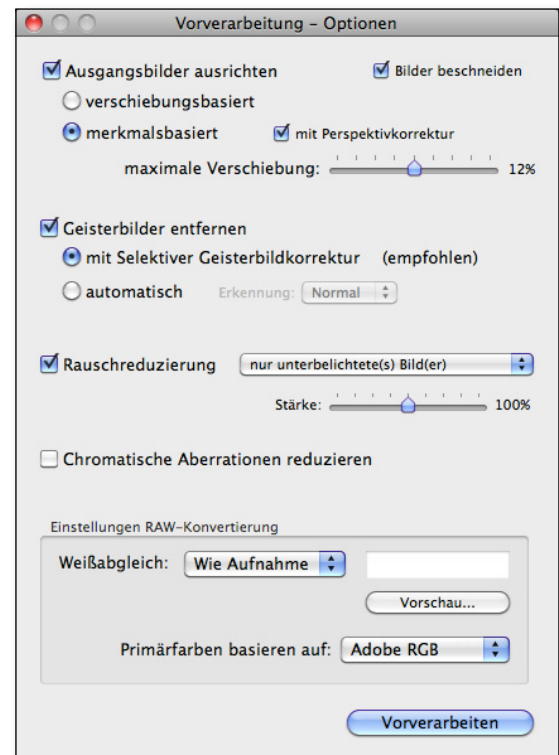 Vorverarbeitung – Optionen
Ausgangsbilder ausrichten Bilder beschneiden
verschiebungsbasiert
merkmalsbasiert mit Perspektivkorrektur
maximale Verschiebung: 12%
Geisterbilder entfernen
mit Selektiver Geisterbildkorrektur (empfohlen)
automatisch Erkennung: Normal
Rauschreduzierung nur unterbelichtete(s) Bild(er)
Stärke: 100%
Chromatische Aberrationen reduzieren
Einstellungen RAW-Konvertierung
Weißabgleich: Wie Aufnahme
Vorschau...
Primärfarben basieren auf: Adobe RGB
Vorverarbeiten